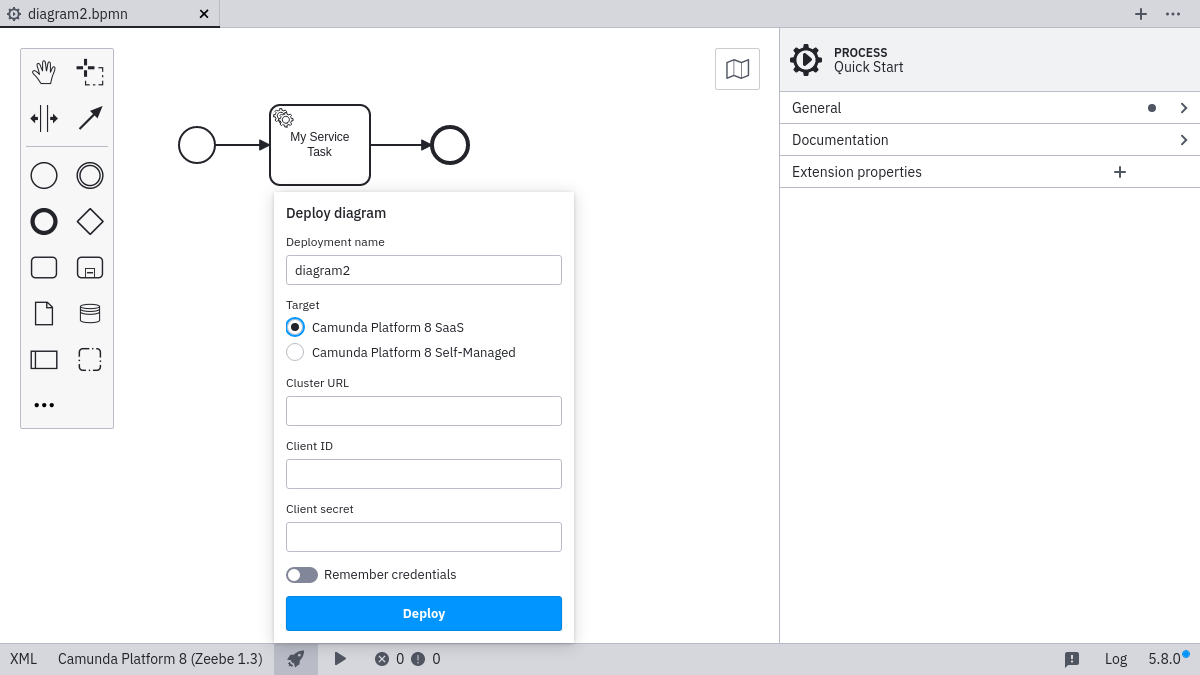 diagram2.bpmn
PROCESS
Quick Start
General
Documentation
Extension properties
My Service
Task
Deploy diagram
Deployment name
diagram2
Target
Camunda Platform 8 SaaS
Camunda Platform 8 Self-Managed
Cluster URL
Client ID
Client secret
Remember credentials
Deploy
XML Camunda Platform 8 (Zeebe 1.3) 0 0 Log 5.8.0